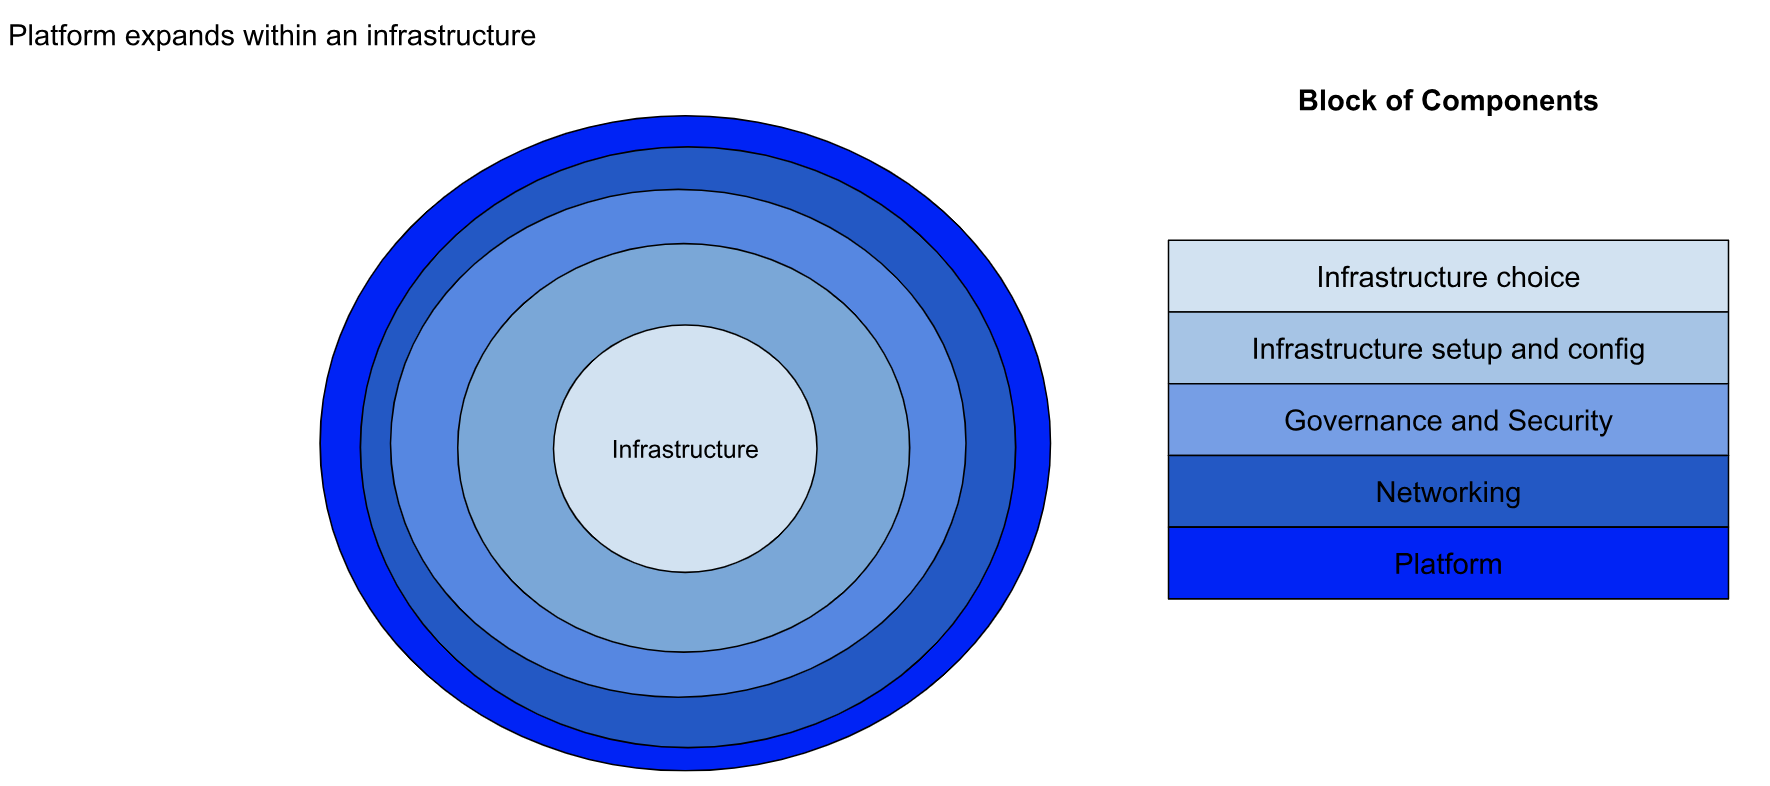 Platform expands within an infrastructure
Block of Components
Infrastructure
Infrastructure choice
Infrastructure setup and config
Governance and Security
Networking
Platform